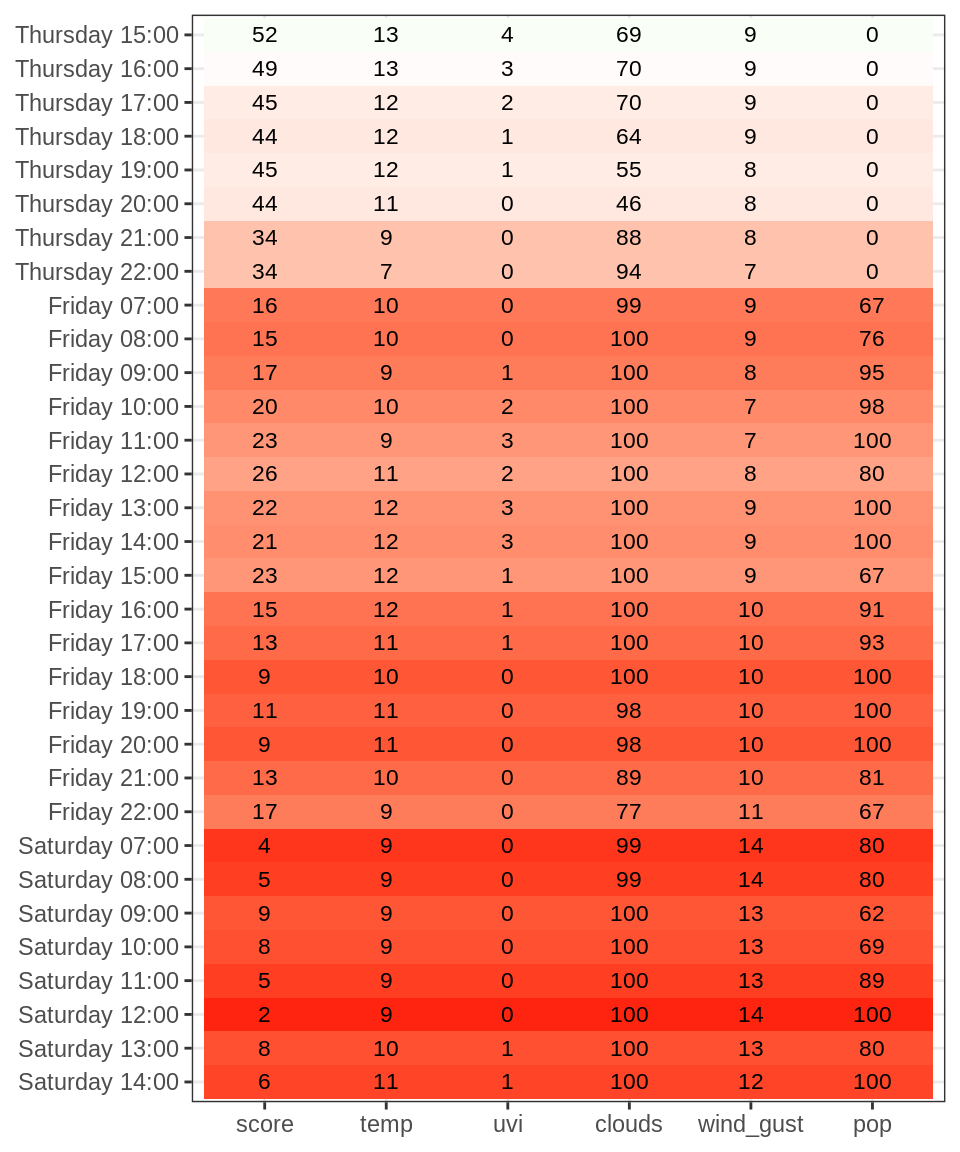 Thursday 15:00 52 13 4 69 9 0
Thursday 16:00 49 13 3 70 9 0
Thursday 17:00 45 12 2 70 9 0
Thursday 18:00 44 12 1 64 9 0
Thursday 19:00 45 12 1 55 8 0
Thursday 20:00 44 11 0 46 8 0
Thursday 21:00 34 9 0 88 8 0
Thursday 22:00 34 7 0 94 7 0
Friday 07:00 16 10 0 99 9 67
Friday 08:00 15 10 0 100 9 76
Friday 09:00 17 9 1 100 8 95
Friday 10:00 20 10 2 100 7 98
Friday 11:00 23 9 3 100 7 100
Friday 12:00 26 11 2 100 8 80
Friday 13:00 22 12 3 100 9 100
Friday 14:00 21 12 3 100 9 100
Friday 15:00 23 12 1 100 9 67
Friday 16:00 15 12 1 100 10 91
Friday 17:00 13 11 1 100 10 93
Friday 18:00 9 10 0 100 10 100
Friday 19:00 11 11 0 98 10 100
Friday 20:00 9 11 0 98 10 100
Friday 21:00 13 10 0 89 10 81
Friday 22:00 17 9 0 77 11 67
Saturday 07:00 4 9 0 99 14 80
Saturday 08:00 5 9 0 99 14 80
Saturday 09:00 9 9 0 100 13 62
Saturday 10:00 8 9 0 100 13 69
Saturday 11:00 5 9 0 100 13 89
Saturday 12:00 2 9 0 100 14 100
Saturday 13:00 8 10 1 100 13 80
Saturday 14:00 6 11 1 100 12 100
score temp uvi clouds wind_gust pop